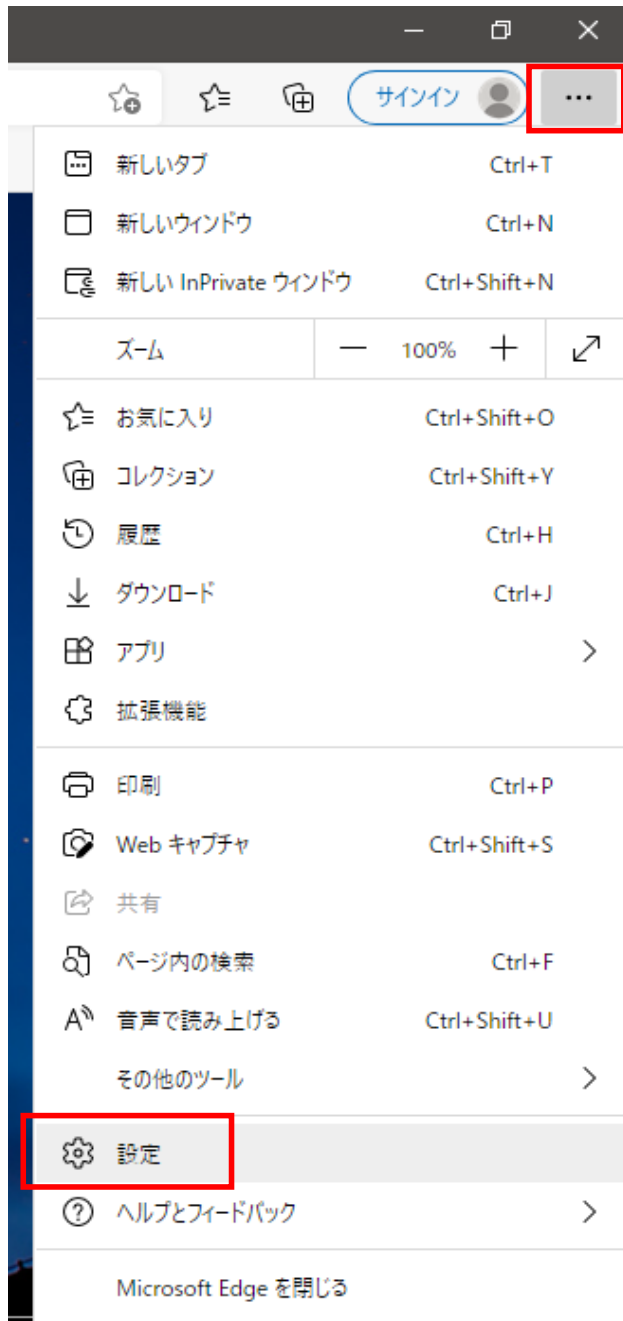 サインイン
新しいタブ Ctrl+T
新しいウィンドウ Ctrl+N
新しい InPrivate ウィンドウ Ctrl+Shift+N
ズーム 100%
お気に入り Ctrl+Shift+O
コレクション Ctrl+Shift+Y
履歴 Ctrl+H
ダウンロード Ctrl+J
アプリ
拡張機能
印刷 Ctrl+P
Web キャプチャ Ctrl+Shift+S
共有
ページ内の検索 Ctrl+F
音声で読み上げる Ctrl+Shift+U
その他のツール
設定
ヘルプとフィードバック
Microsoft Edge を閉じる